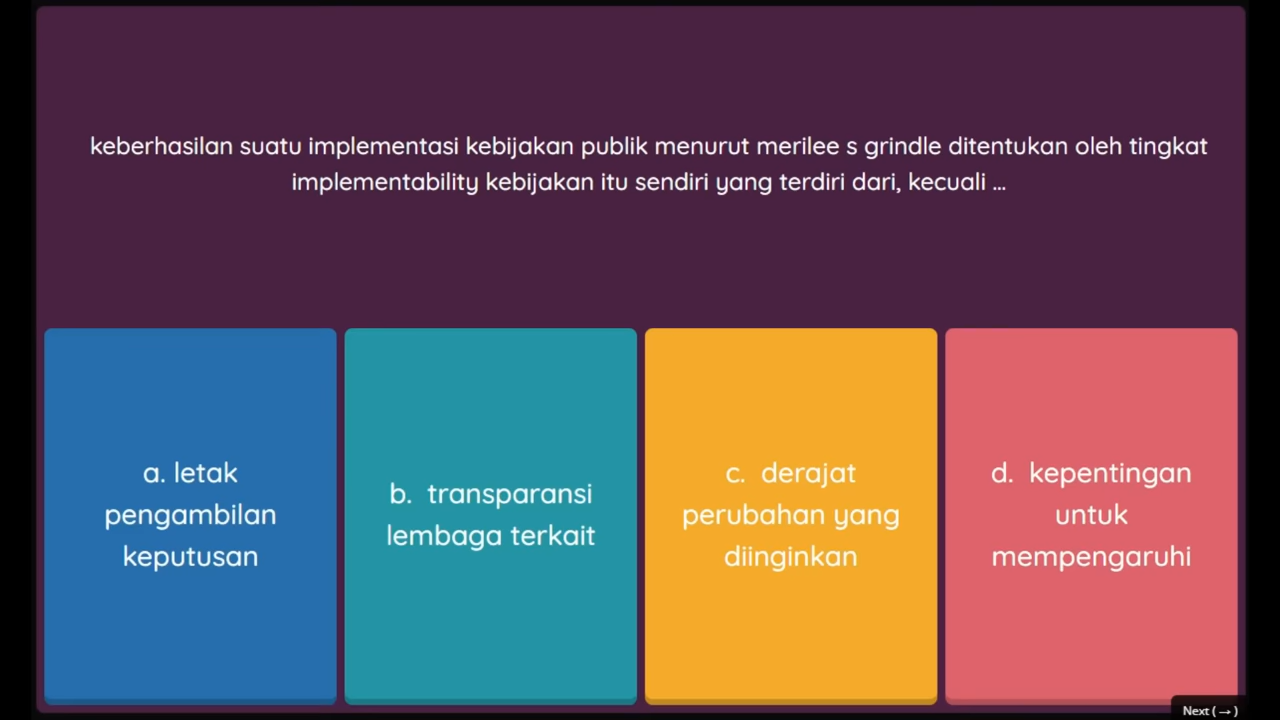 keberhasilan suatu implementasi kebijakan publik menurut merilee s grindle ditentukan oleh tingkat
implementability kebijakan itu sendiri yang terdiri dari, kecuali ...
a. letak
pengambilan
keputusan
b. transparansi
lembaga terkait
c. derajat
perubahan yang
diinginkan
d. kepentingan
untuk
mempengaruhi
Next ( → )